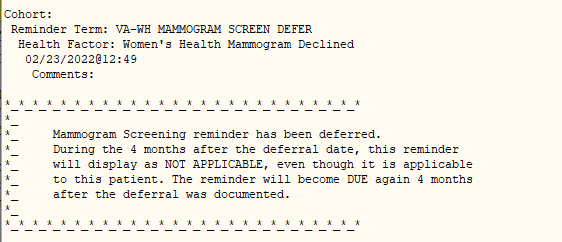 Cohort:
Reminder Term: VA-WH MAMMOGRAM SCREEN DEFER
Health Factor: Women's Health Mammogram Declined
02/23/2022@12:49
Comments:
*_*_*_*_*_*_*_*_*_*_*_*_*_*_*_*_*_*_*_*_*_*_*_*_*_*
*_
*_ Mammogram Screening reminder has been deferred.
*_ During the 4 months after the deferral date, this reminder
*_ will display as NOT APPLICABLE, even though it is applicable
*_ to this patient. The reminder will become DUE again 4 months
*_ after the deferral was documented.
*_
*_*_*_*_*_*_*_*_*_*_*_*_*_*_*_*_*_*_*_*_*_*_*_*_*_*